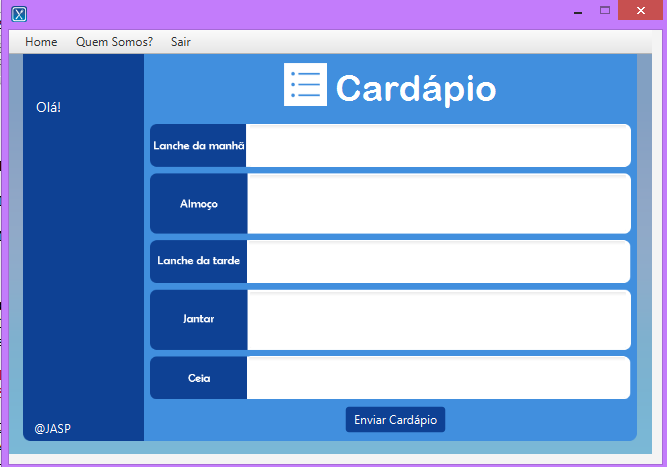 Home Quem Somos? Sair
Olá!
Cardápio
Lanche da manhã
Almoço
Lanche da tarde
Jantar
Ceia
Enviar Cardápio
@JASP